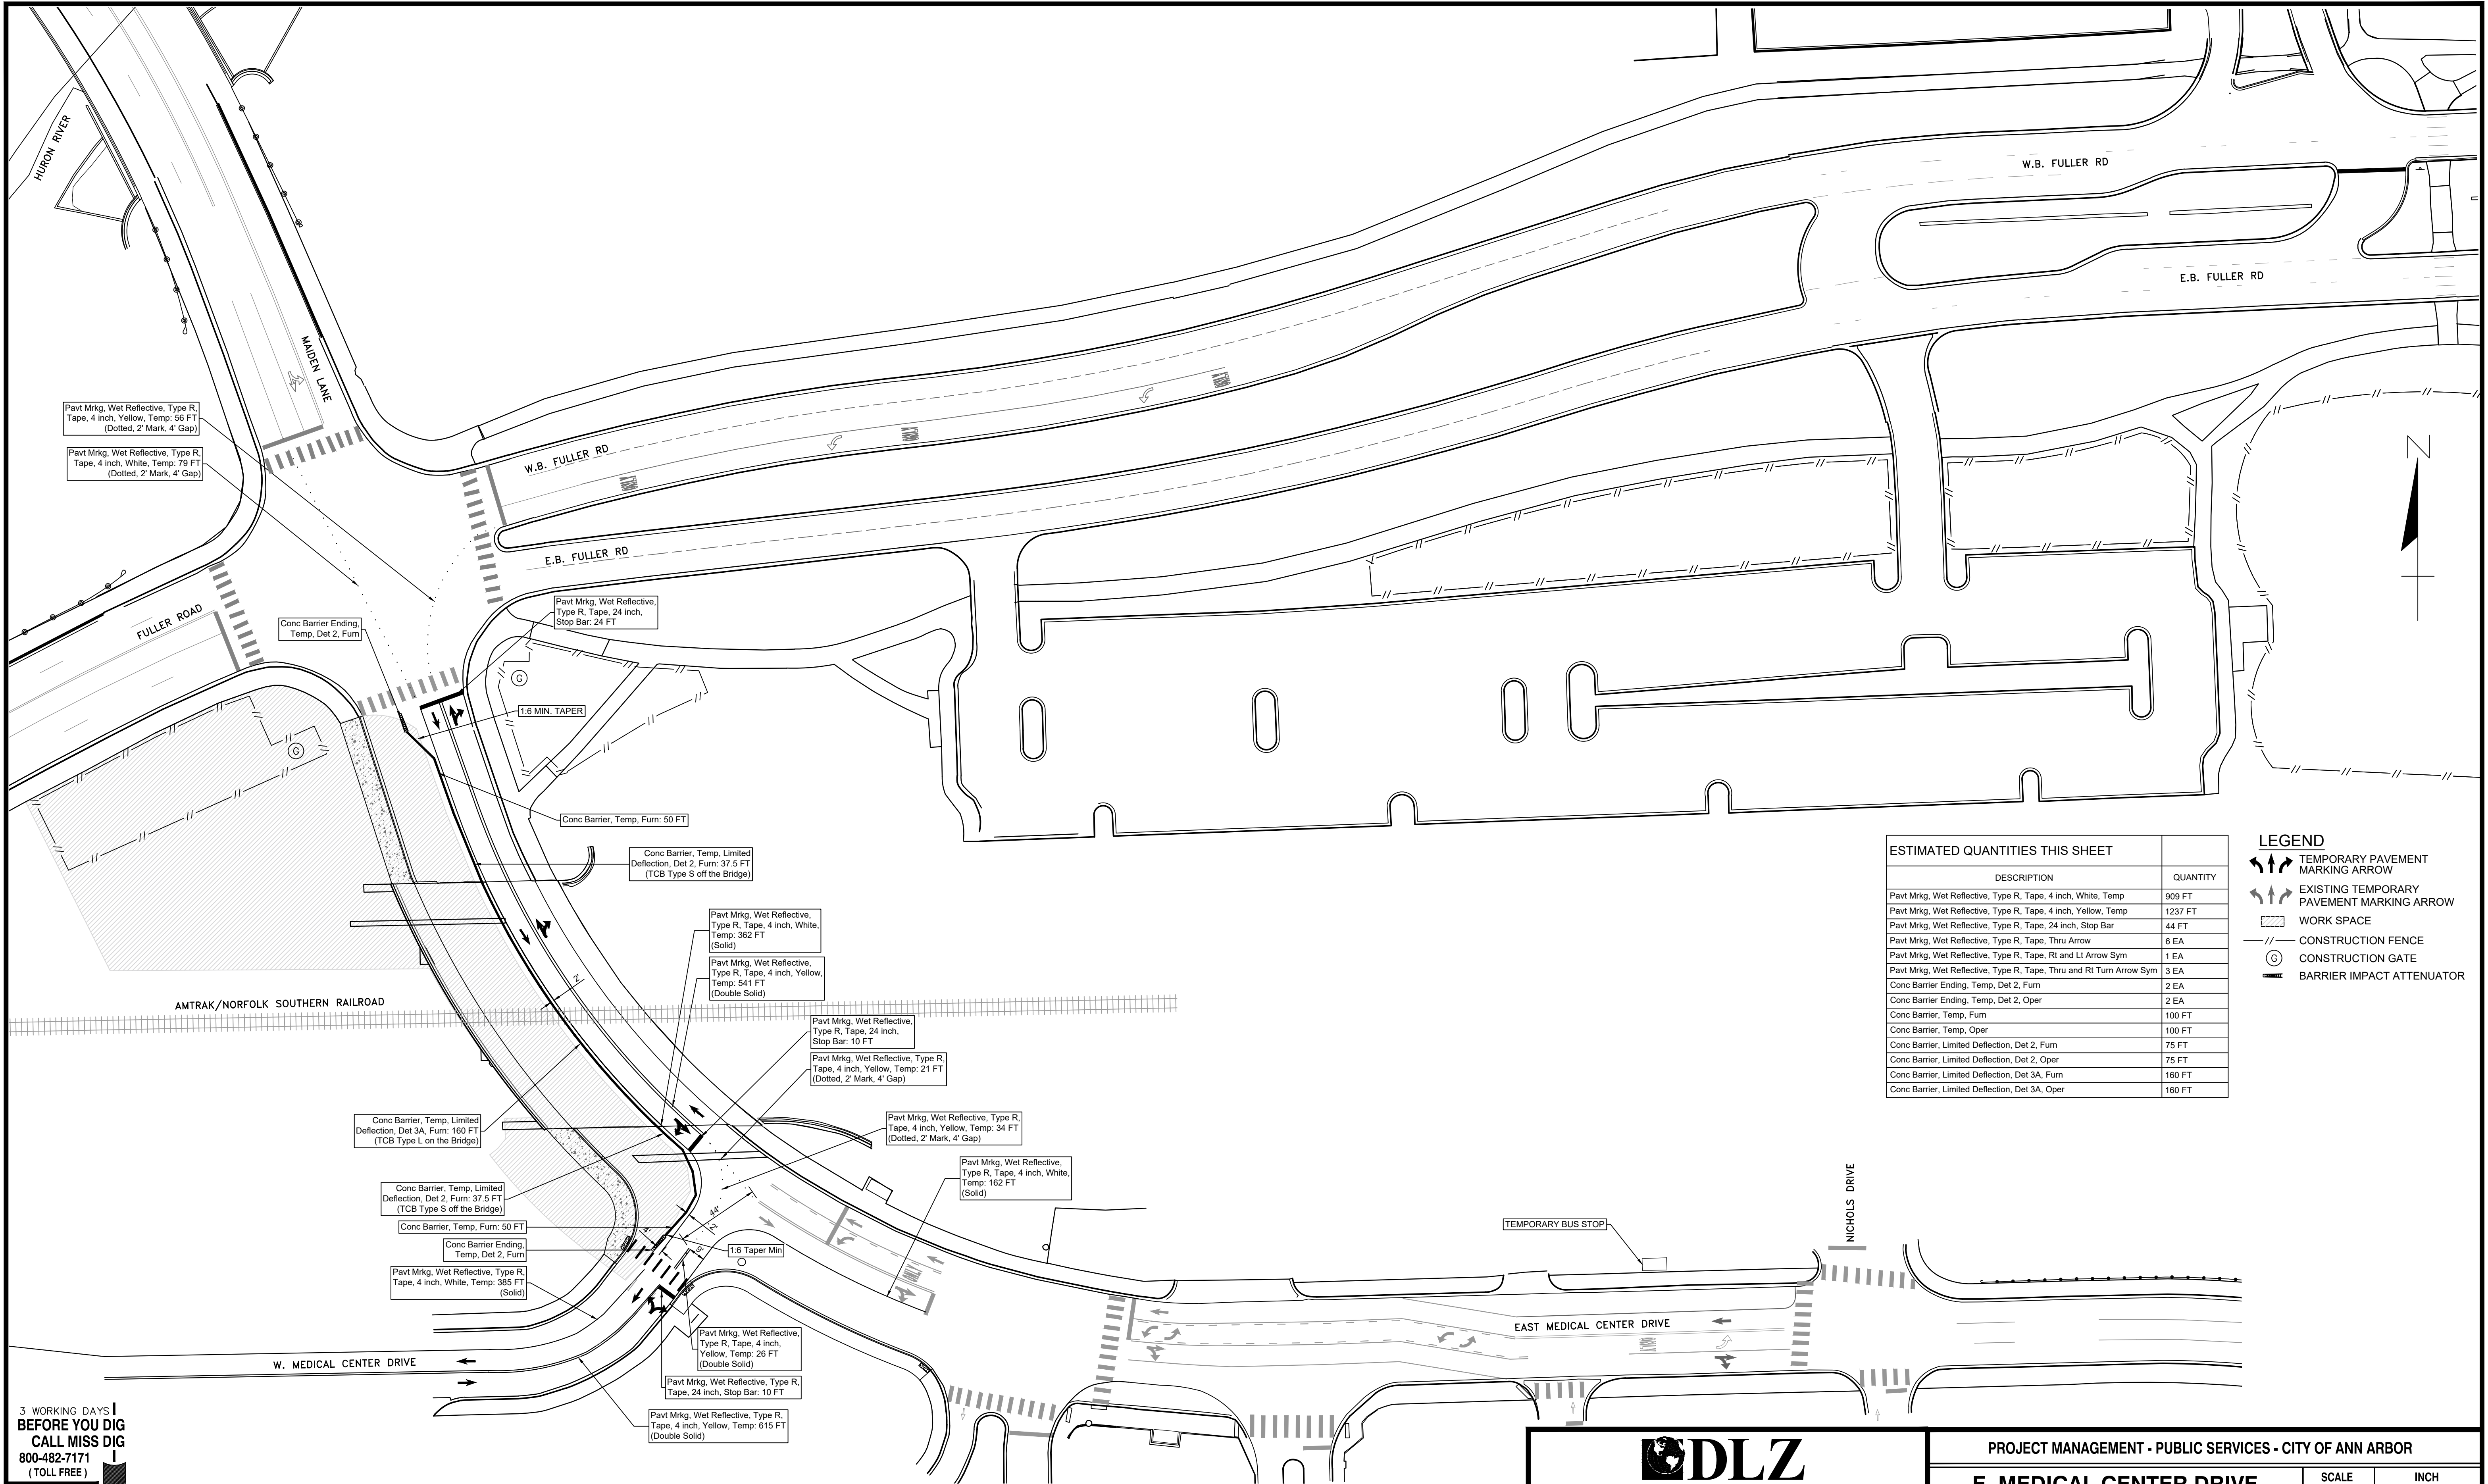 HURON RIVER
MAIDEN LANE
W.B. FULLER RD
E.B. FULLER RD
Pavt Mrkg, Wet Reflective, Type R,
Tape, 4 inch, Yellow, Temp: 56 FT
(Dotted, 2' Mark, 4' Gap)
Pavt Mrkg, Wet Reflective, Type R,
Tape, 4 inch, White, Temp: 79 FT
(Dotted, 2' Mark, 4' Gap)
W.B. FULLER RD
E.B. FULLER RD
N
FULLER ROAD
Conc Barrier Ending,
Temp, Det 2, Furn
Pavt Mrkg, Wet Reflective,
Type R, Tape, 24 inch,
Stop Bar: 24 FT
G
1:6 MIN. TAPER
G
Conc Barrier, Temp, Furn: 50 FT
Conc Barrier, Temp, Limited
Deflection, Det 2, Furn: 37.5 FT
(TCB Type S off the Bridge)
Pavt Mrkg, Wet Reflective,
Type R, Tape, 4 inch, White,
Temp: 362 FT
(Solid)
Pavt Mrkg, Wet Reflective,
Type R, Tape, 4 inch, Yellow,
Temp: 541 FT
(Double Solid)
2'
AMTRAK/NORFOLK SOUTHERN RAILROAD
Pavt Mrkg, Wet Reflective,
Type R, Tape, 24 inch,
Stop Bar: 10 FT
Pavt Mrkg, Wet Reflective, Type R,
Tape, 4 inch, Yellow, Temp: 21 FT
(Dotted, 2' Mark, 4' Gap)
Conc Barrier, Temp, Limited
Deflection, Det 3A, Furn: 160 FT
(TCB Type L on the Bridge)
Pavt Mrkg, Wet Reflective, Type R,
Tape, 4 inch, Yellow, Temp: 34 FT
(Dotted, 2' Mark, 4' Gap)
Pavt Mrkg, Wet Reflective,
Type R, Tape, 4 inch, White,
Temp: 162 FT
(Solid)
Conc Barrier, Temp, Limited
Deflection, Det 2, Furn: 37.5 FT
(TCB Type S off the Bridge)
Conc Barrier, Temp, Furn: 50 FT
Conc Barrier Ending,
Temp, Det 2, Furn
Pavt Mrkg, Wet Reflective, Type R,
Tape, 4 inch, White, Temp: 385 FT
(Solid)
44'
2'
4'
9'
1:6 Taper Min
Pavt Mrkg, Wet Reflective,
Type R, Tape, 4 inch,
Yellow, Temp: 26 FT
(Double Solid)
Pavt Mrkg, Wet Reflective, Type R,
Tape, 24 inch, Stop Bar: 10 FT
Pavt Mrkg, Wet Reflective, Type R,
Tape, 4 inch, Yellow, Temp: 615 FT
(Double Solid)
W. MEDICAL CENTER DRIVE
TEMPORARY BUS STOP
NICHOLS DRIVE
EAST MEDICAL CENTER DRIVE
ESTIMATED QUANTITIES THIS SHEET
DESCRIPTION QUANTITY
Pavt Mrkg, Wet Reflective, Type R, Tape, 4 inch, White, Temp 909 FT
Pavt Mrkg, Wet Reflective, Type R, Tape, 4 inch, Yellow, Temp 1237 FT
Pavt Mrkg, Wet Reflective, Type R, Tape, 24 inch, Stop Bar 44 FT
Pavt Mrkg, Wet Reflective, Type R, Tape, Thru Arrow 6 EA
Pavt Mrkg, Wet Reflective, Type R, Tape, Rt and Lt Arrow Sym 1 EA
Pavt Mrkg, Wet Reflective, Type R, Tape, Thru and Rt Turn Arrow Sym 3 EA
Conc Barrier Ending, Temp, Det 2, Furn 2 EA
Conc Barrier Ending, Temp, Det 2, Oper 2 EA
Conc Barrier, Temp, Furn 100 FT
Conc Barrier, Temp, Oper 100 FT
Conc Barrier, Limited Deflection, Det 2, Furn 75 FT
Conc Barrier, Limited Deflection, Det 2, Oper 75 FT
Conc Barrier, Limited Deflection, Det 3A, Furn 160 FT
Conc Barrier, Limited Deflection, Det 3A, Oper 160 FT
LEGEND
TEMPORARY PAVEMENT
MARKING ARROW
EXISTING TEMPORARY
PAVEMENT MARKING ARROW
WORK SPACE
CONSTRUCTION FENCE
G CONSTRUCTION GATE
BARRIER IMPACT ATTENUATOR
3 WORKING DAYS
BEFORE YOU DIG
CALL MISS DIG
800-482-7171
( TOLL FREE )
DLZ
PROJECT MANAGEMENT - PUBLIC SERVICES - CITY OF ANN ARBOR
E. MEDICAL CENTER DRIVE
SCALE
INCH